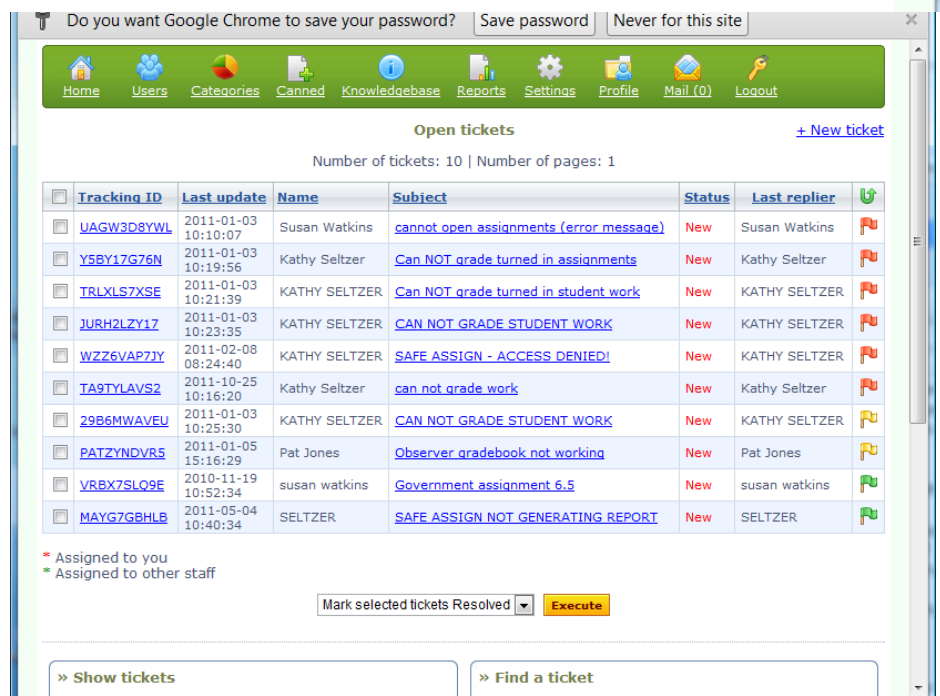 Do you want Google Chrome to save your password? Save password Never for this site
Home Users Categories Canned Knowledgebase Reports Settings Profile Mail (0) Logout
Open tickets + New ticket
Number of tickets: 10 | Number of pages: 1
Tracking ID Last update Name Subject Status Last replier
UAGW3D8YWL 2011-01-03 10:10:07 Susan Watkins cannot open assignments (error message) New Susan Watkins
Y5BY17G76N 2011-01-03 10:19:56 Kathy Seltzer Can NOT grade turned in assignments New Kathy Seltzer
TRLXLS7XSE 2011-01-03 10:21:39 KATHY SELTZER Can NOT grade turned in student work New KATHY SELTZER
JURH2LZY17 2011-01-03 10:23:35 KATHY SELTZER CAN NOT GRADE STUDENT WORK New KATHY SELTZER
WZZ6VAP7JY 2011-02-08 08:24:40 KATHY SELTZER SAFE ASSIGN - ACCESS DENIED! New KATHY SELTZER
TA9TYLAVS2 2011-10-25 10:16:20 Kathy Seltzer can not grade work New Kathy Seltzer
29B6MWAVEU 2011-01-03 10:25:30 KATHY SELTZER CAN NOT GRADE STUDENT WORK New KATHY SELTZER
PATZYNDVR5 2011-01-05 15:16:29 Pat Jones Observer gradebook not working New Pat Jones
VRBX7SLQ9E 2010-11-19 10:52:34 susan watkins Government assignment 6.5 New susan watkins
MAYG7GBHLB 2011-05-04 10:40:34 SELTZER SAFE ASSIGN NOT GENERATING REPORT New SELTZER
* Assigned to you
* Assigned to other staff
Mark selected tickets Resolved Execute
» Show tickets » Find a ticket